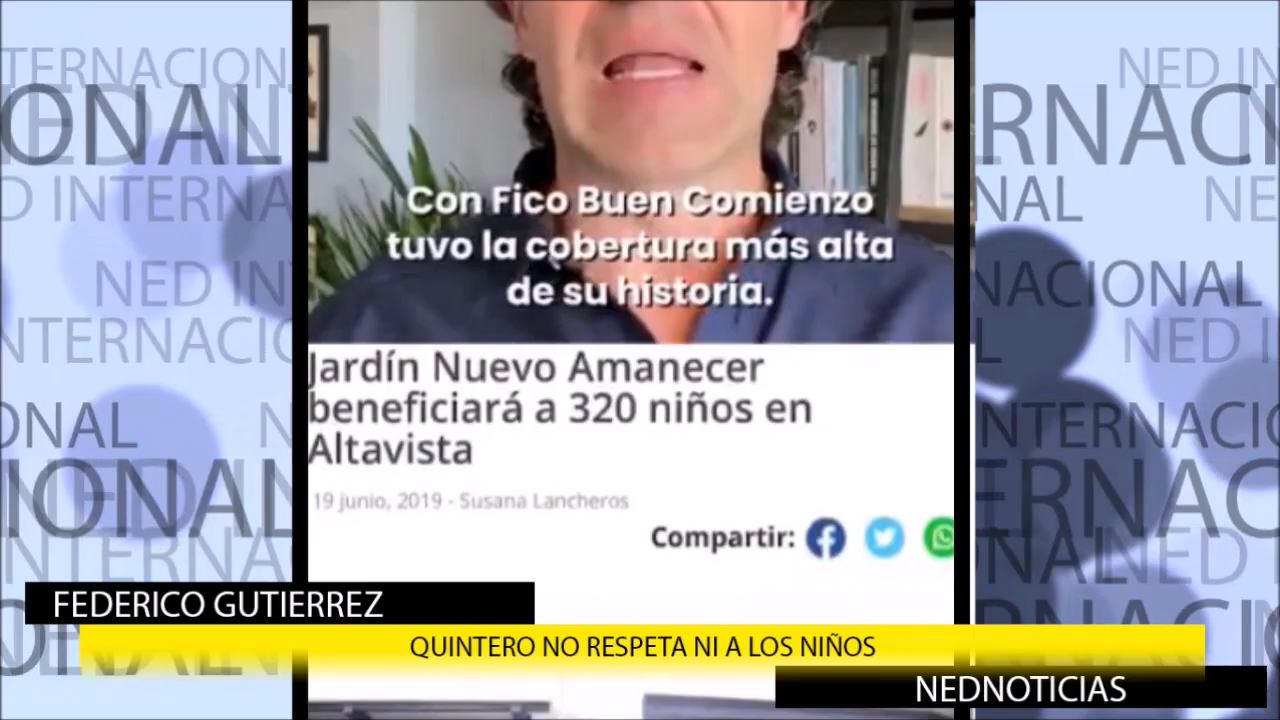 Con Fico Buen Comienzo
tuvo la cobertura más alta
de su historia.
Jardín Nuevo Amanecer
beneficiará a 320 niños en
Altavista
19 junio, 2019 - Susana Lancheros
Compartir:
FEDERICO GUTIERREZ
QUINTERO NO RESPETA NI A LOS NIÑOS
NEDNOTICIAS